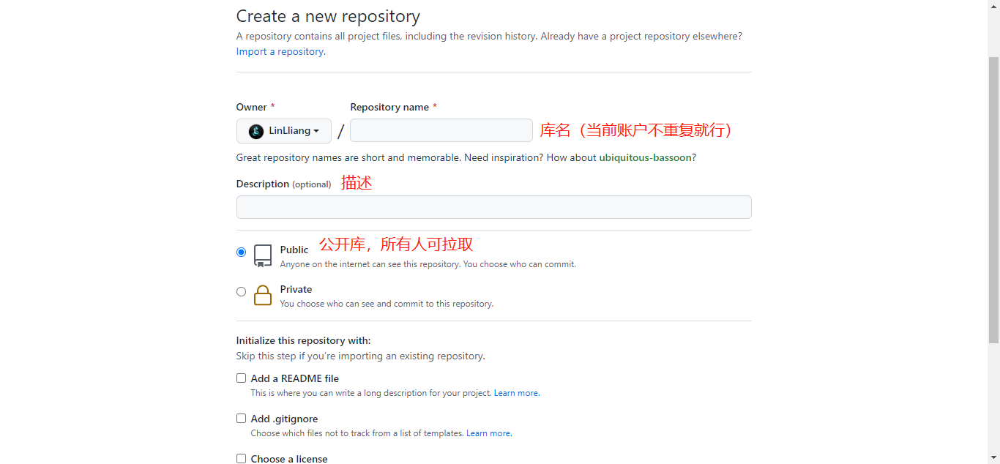 Create a new repository
A repository contains all project files, including the revision history. Already have a project repository elsewhere?
Import a repository.
Owner * Repository name *
LinLliang / 库名（当前账户不重复就行）
Great repository names are short and memorable. Need inspiration? How about ubiquitous-bassoon?
Description (optional) 描述
Public 公开库，所有人可拉取
Anyone on the internet can see this repository. You choose who can commit.
Private
You choose who can see and commit to this repository.
Initialize this repository with:
Skip this step if you're importing an existing repository.
Add a README file
This is where you can write a long description for your project. Learn more.
Add .gitignore
Choose which files not to track from a list of templates. Learn more.
Choose a license